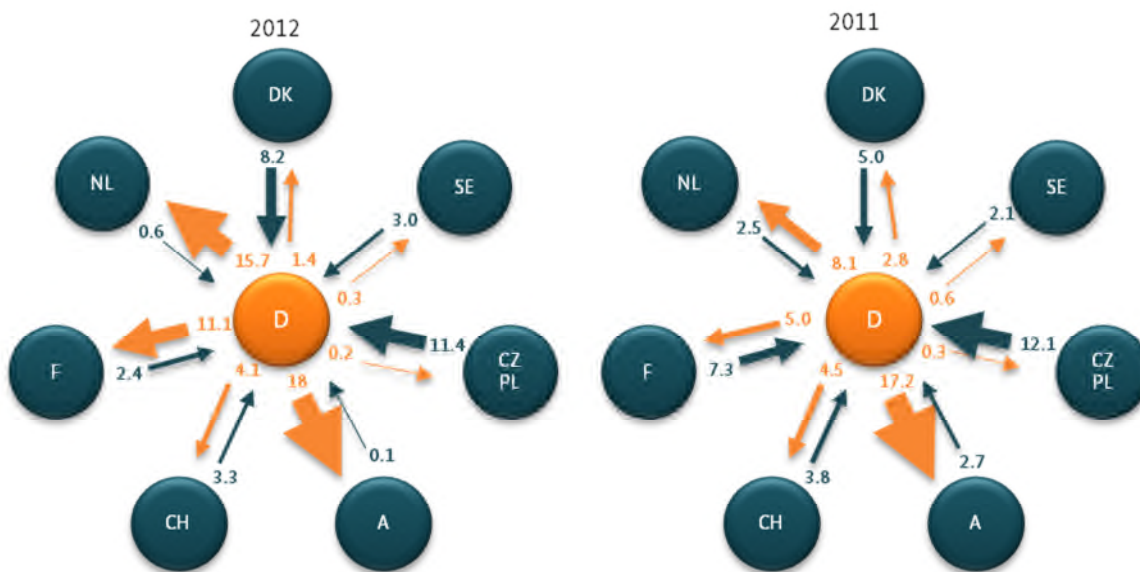 2012
DK
8.2
NL
SE
0.6
3.0
15.7
1.4
0.3
D
11.1
F
2.4
0.2
11.4
CZ
PL
4.1
18
3.3
0.1
CH
A
2011
DK
5.0
NL
SE
2.5
2.1
8.1
2.8
0.6
D
5.0
F
7.3
0.3
12.1
CZ
PL
4.5
17.2
3.8
2.7
CH
A